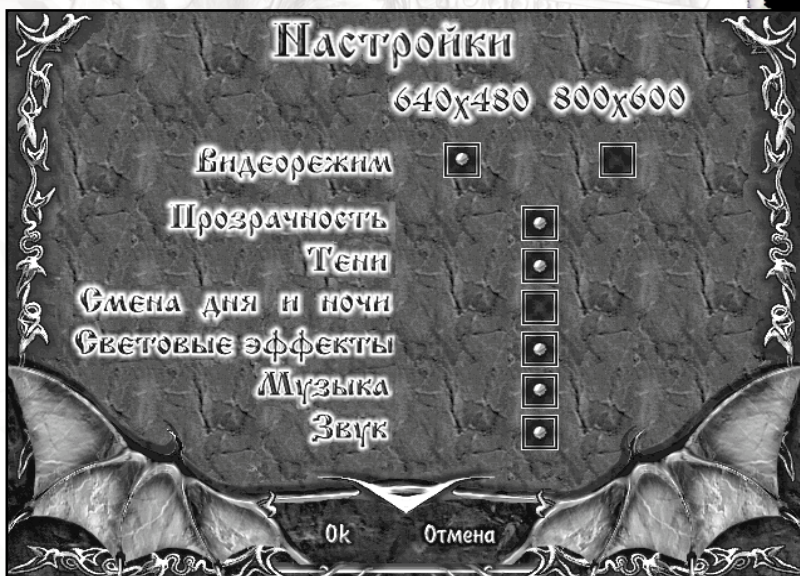 Настройки
640x480 800x600
Видеорежим
Прозрачность
Тени
Смена дня и ночи
Световые эффекты
Музыка
Звук
Ok Отмена